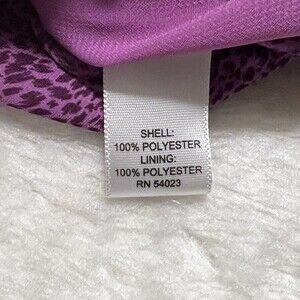 SHELL:
100% POLYESTER
LINING:
100% POLYESTER
RN 54023